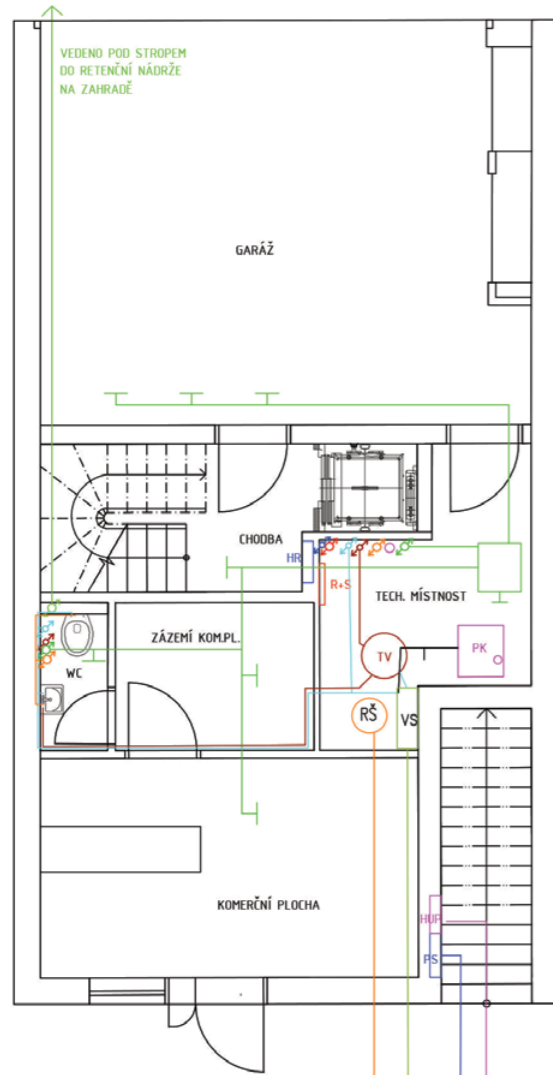 VEDENO POD STROPEM
DO RETENČNÍ NÁDRŽE
NA ZAHRADĚ
GARÁŽ
CHODBA
HR
R+S
TECH. MÍSTNOST
ZÁZEMÍ KOM.PL.
WC
TV
PK
RŠ
VS
KOMERČNÍ PLOCHA
HUP
PS